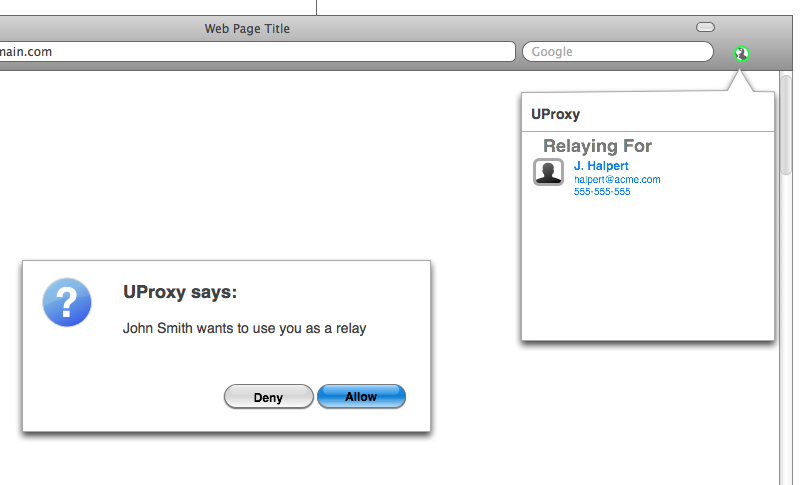 Web Page Title
main.com
Google
UProxy
Relaying For
J. Halpert
halpert@acme.com
555-555-555
?
UProxy says:
John Smith wants to use you as a relay
Deny
Allow